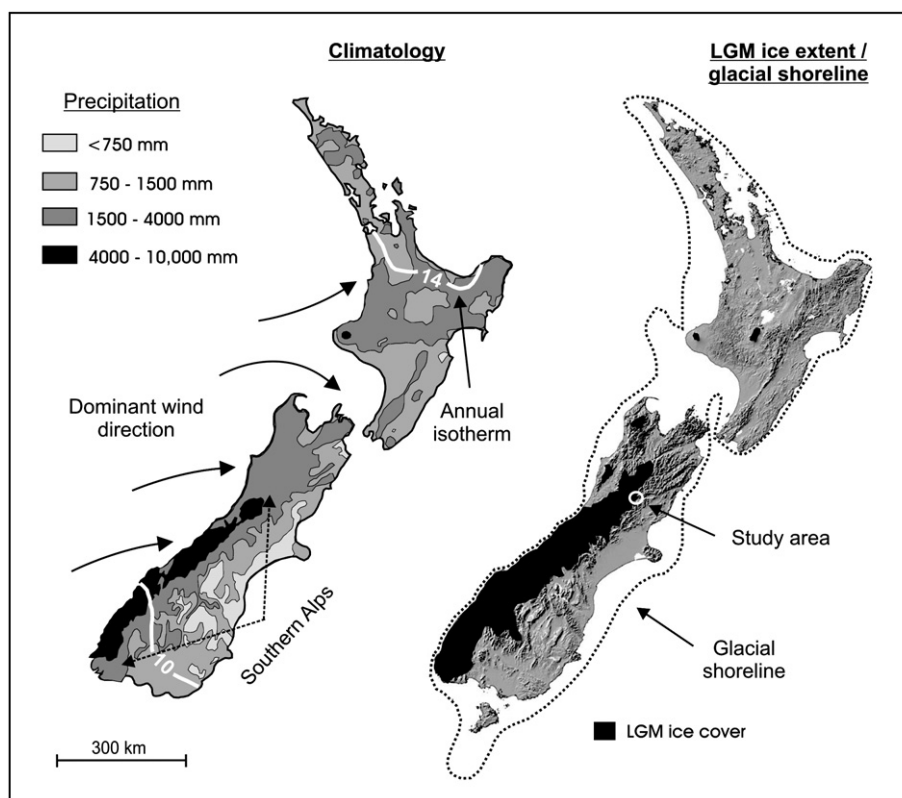 Climatology
LGM ice extent /
glacial shoreline
Precipitation
<750 mm
750 - 1500 mm
1500 - 4000 mm
4000 - 10,000 mm
14
Dominant wind
direction
Annual
isotherm
Study area
Southern Alps
10
Glacial
shoreline
300 km
LGM ice cover